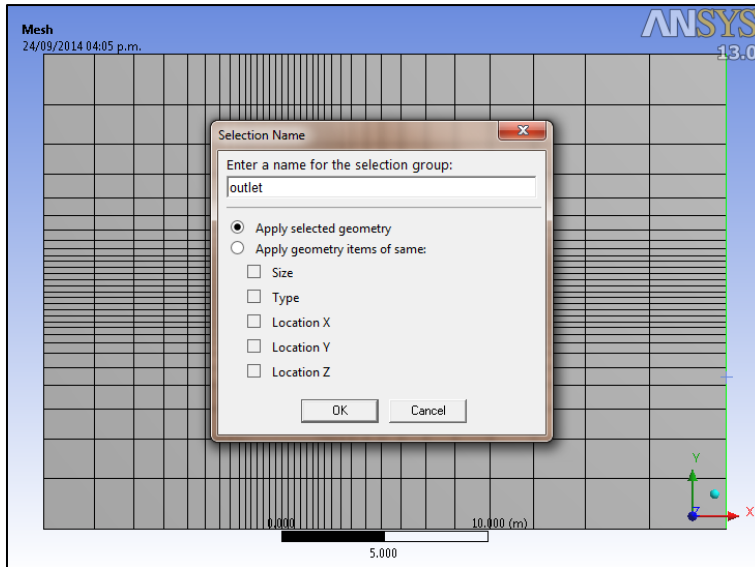 Mesh
24/09/2014 04:05 p.m.
ANSYS
13.0
Selection Name
Enter a name for the selection group:
outlet
Apply selected geometry
Apply geometry items of same:
Size
Type
Location X
Location Y
Location Z
OK Cancel
Y
Z X
0.000 10.000 (m)
5.000